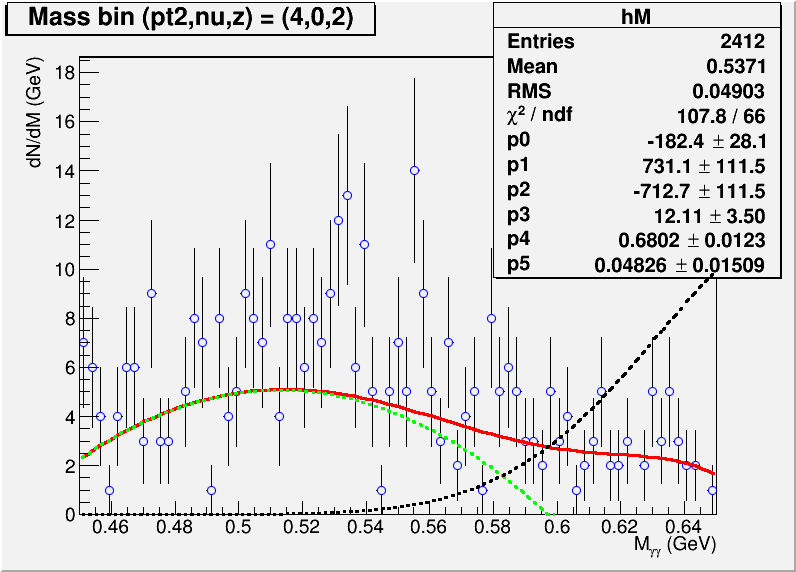 Mass bin (pt2,nu,z) = (4,0,2)
hM
Entries 2412
Mean 0.5371
RMS 0.04903
χ² / ndf 107.8 / 66
p0 -182.4 ± 28.1
p1 731.1 ± 111.5
p2 -712.7 ± 111.5
p3 12.11 ± 3.50
p4 0.6802 ± 0.0123
p5 0.04826 ± 0.01509
dN/dM (GeV)
18
16
14
12
10
8
6
4
2
0
0.46 0.48 0.5 0.52 0.54 0.56 0.58 0.6 0.62 0.64
Mγγ (GeV)